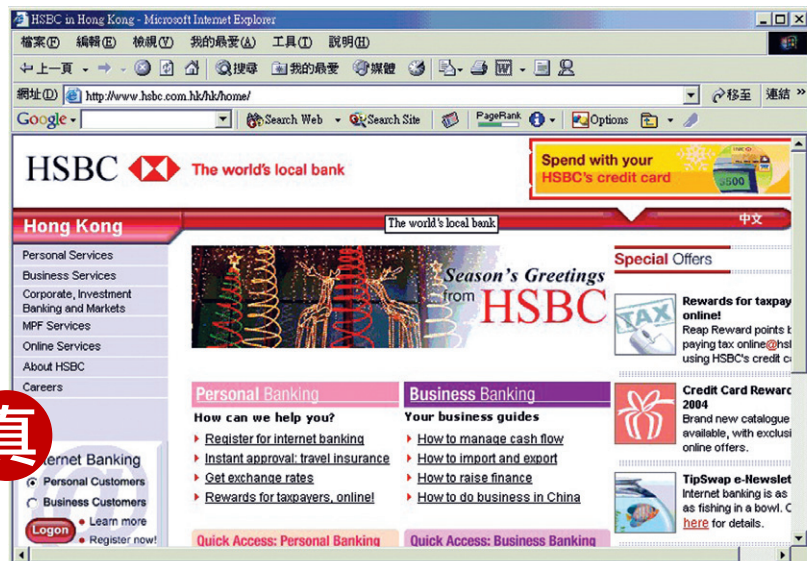 HSBC in Hong Kong - Microsoft Internet Explorer
檔案(F) 編輯(E) 檢視(V) 我的最愛(A) 工具(T) 說明(H)
上一頁 搜尋 我的最愛 媒體
網址(D) http://www.hsbc.com.hk/hk/home/ 移至 連結 »
Google Search Web Search Site PageRank Options
HSBC The world's local bank
Spend with your
HSBC's credit card
$500
Hong Kong
The world's local bank
中文
Personal Services
Business Services
Corporate, Investment
Banking and Markets
MPF Services
Online Services
About HSBC
Careers
真
ernet Banking
Personal Customers
Business Customers
Logon
Learn more
Register now!
Season's Greetings
from HSBC
Personal Banking
How can we help you?
Register for internet banking
Instant approval: travel insurance
Get exchange rates
Rewards for taxpayers, online!
Quick Access: Personal Banking
Business Banking
Your business guides
How to manage cash flow
How to import and export
How to raise finance
How to do business in China
Quick Access: Business Banking
Special Offers
TAX
Rewards for taxpay
online!
Reap Reward points b
paying tax online@hsl
using HSBC's credit c
Credit Card Reward
2004
Brand new catalogue
available, with exclusi
online offers.
TipSwap e-Newslet
Internet banking is as
as fishing in a bowl. C
here for details.